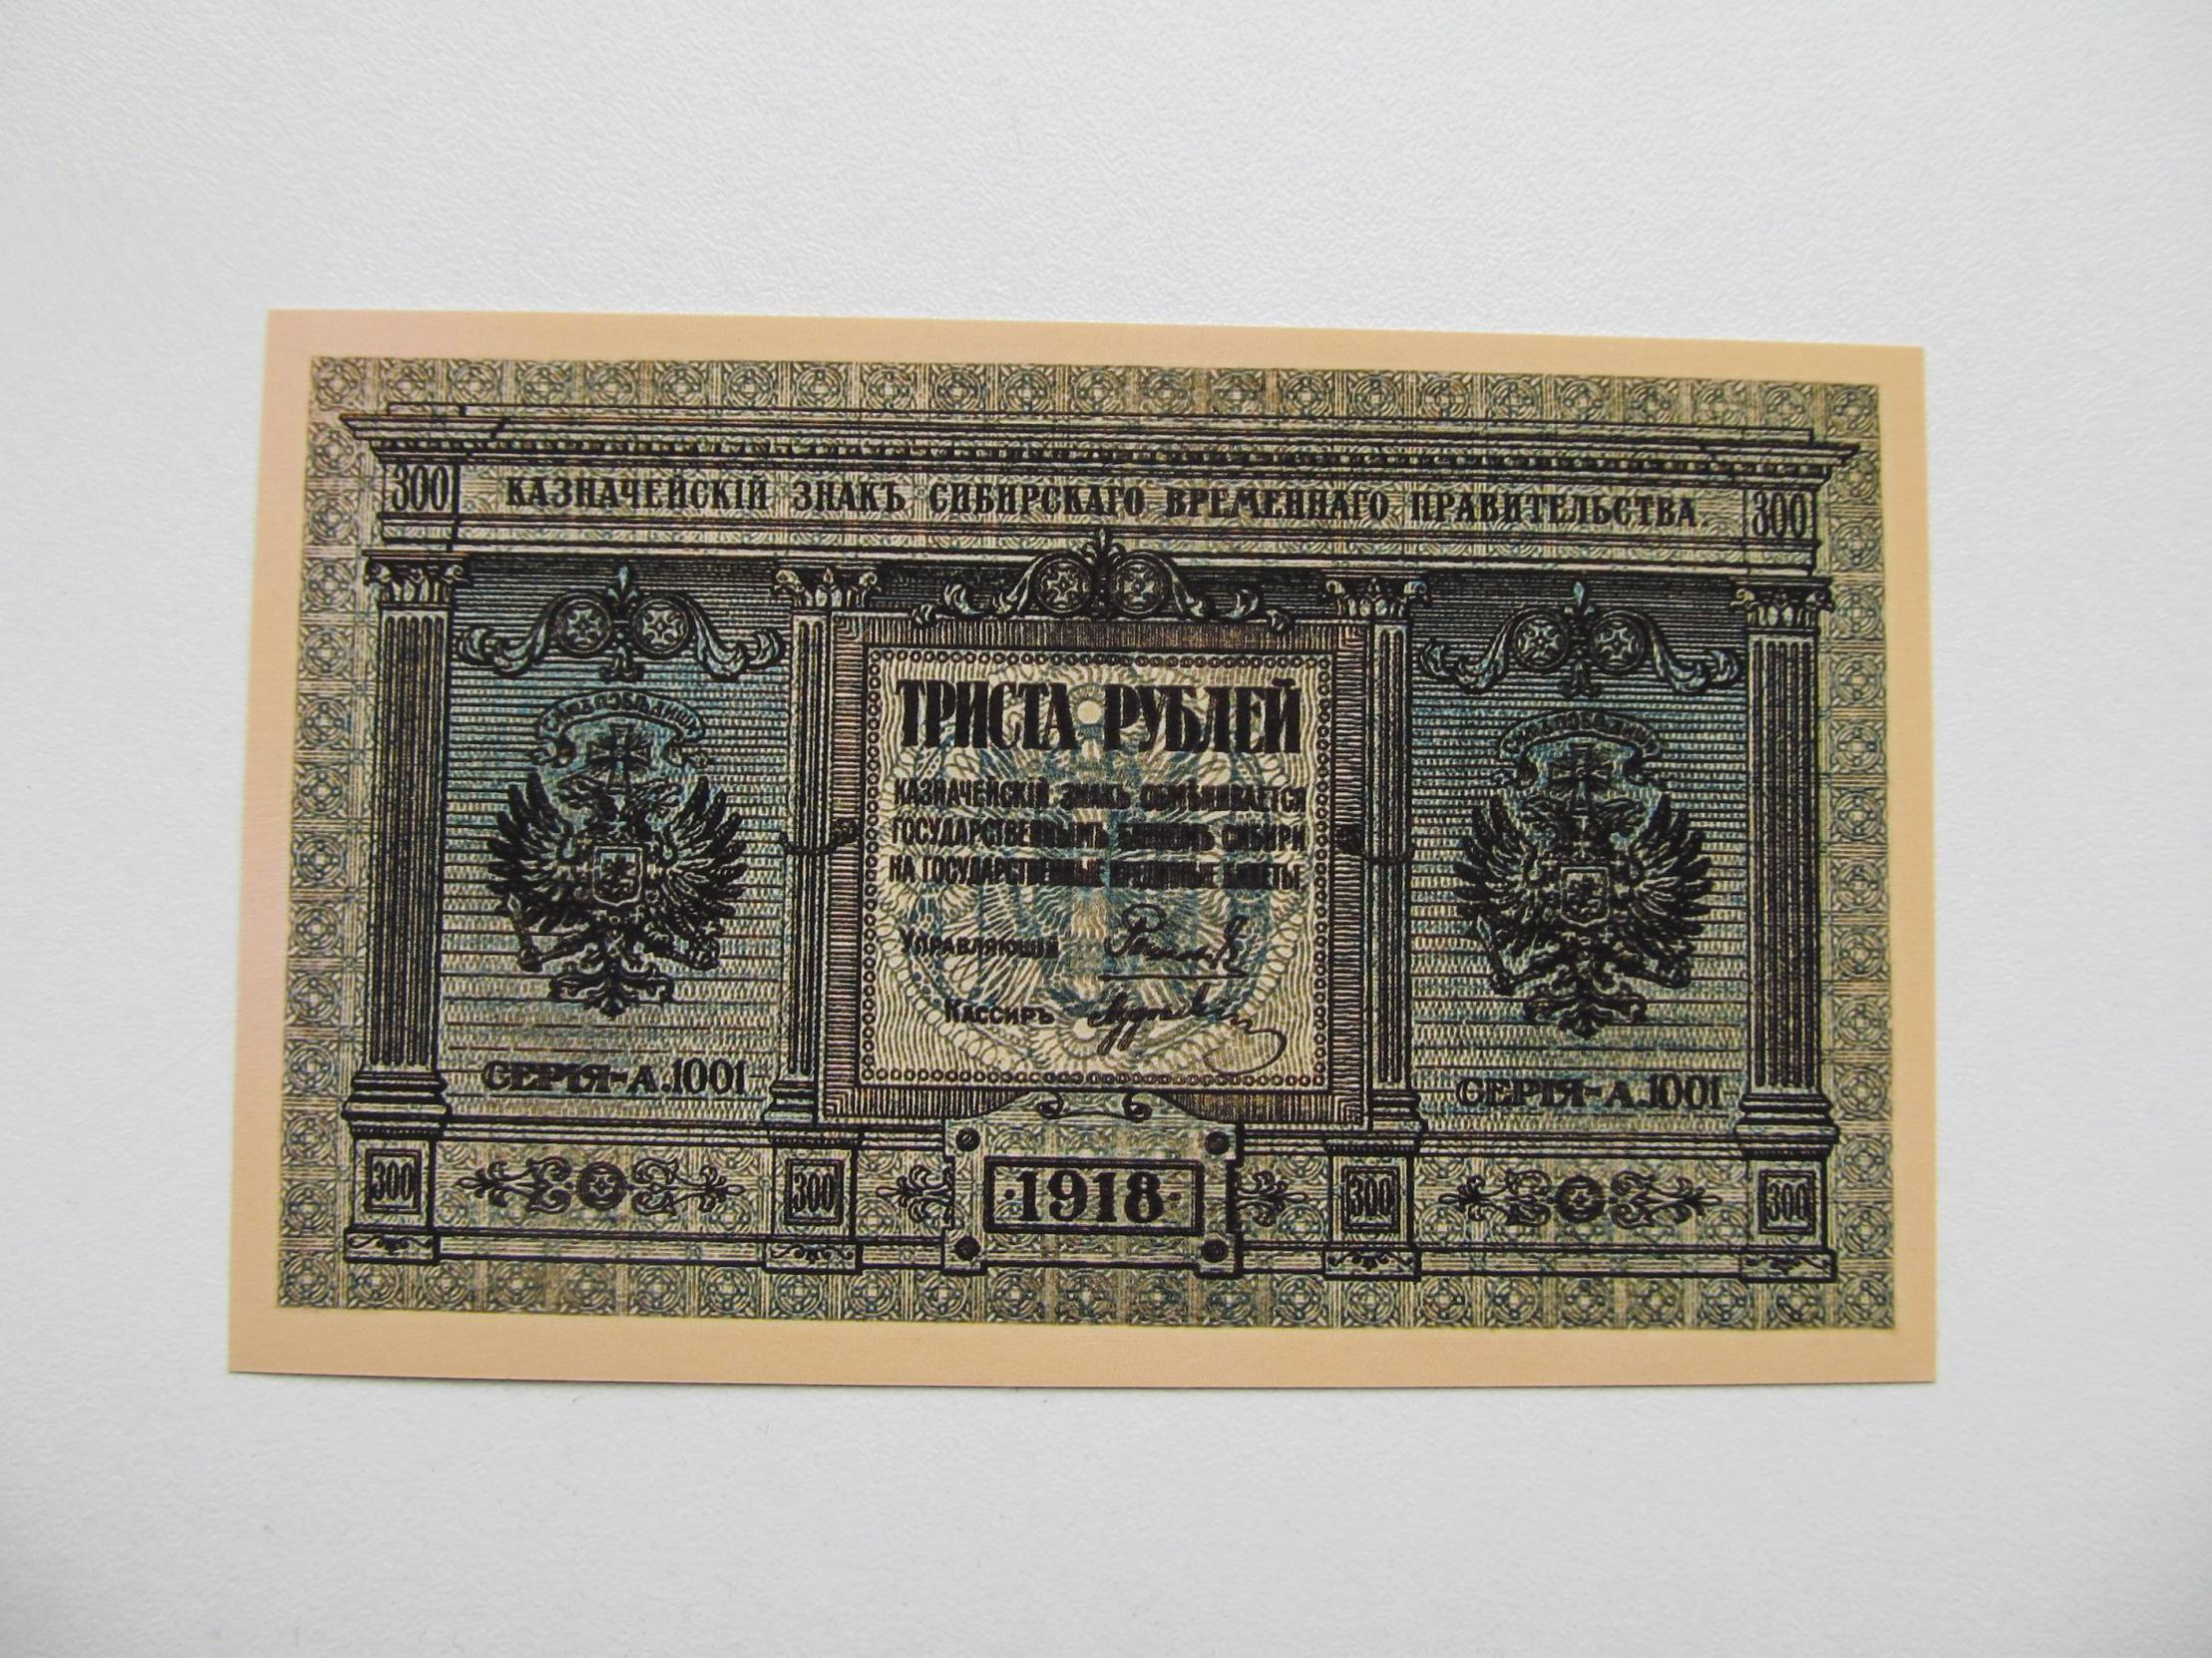 300 КАЗНАЧЕЙСКІЙ ЗНАКЪ СИБИРСКАГО ВРЕМЕННАГО ПРАВИТЕЛЬСТВА. 300
ТРИСТА РУБЛЕЙ
КАЗНАЧЕЙСКІЙ ЗНАКЪ ОБМѢНИВАЕТСЯ
ГОСУДАРСТВЕННЫМЪ БАНКОМЪ СИБИРИ
НА ГОСУДАРСТВЕННЫЕ КРЕДИТНЫЕ БИЛЕТЫ
УПРАВЛЯЮЩІЙ
КАССИРЪ
СЕРІЯ-А.1001
СЕРІЯ-А.1001
300 300 1918 300 300